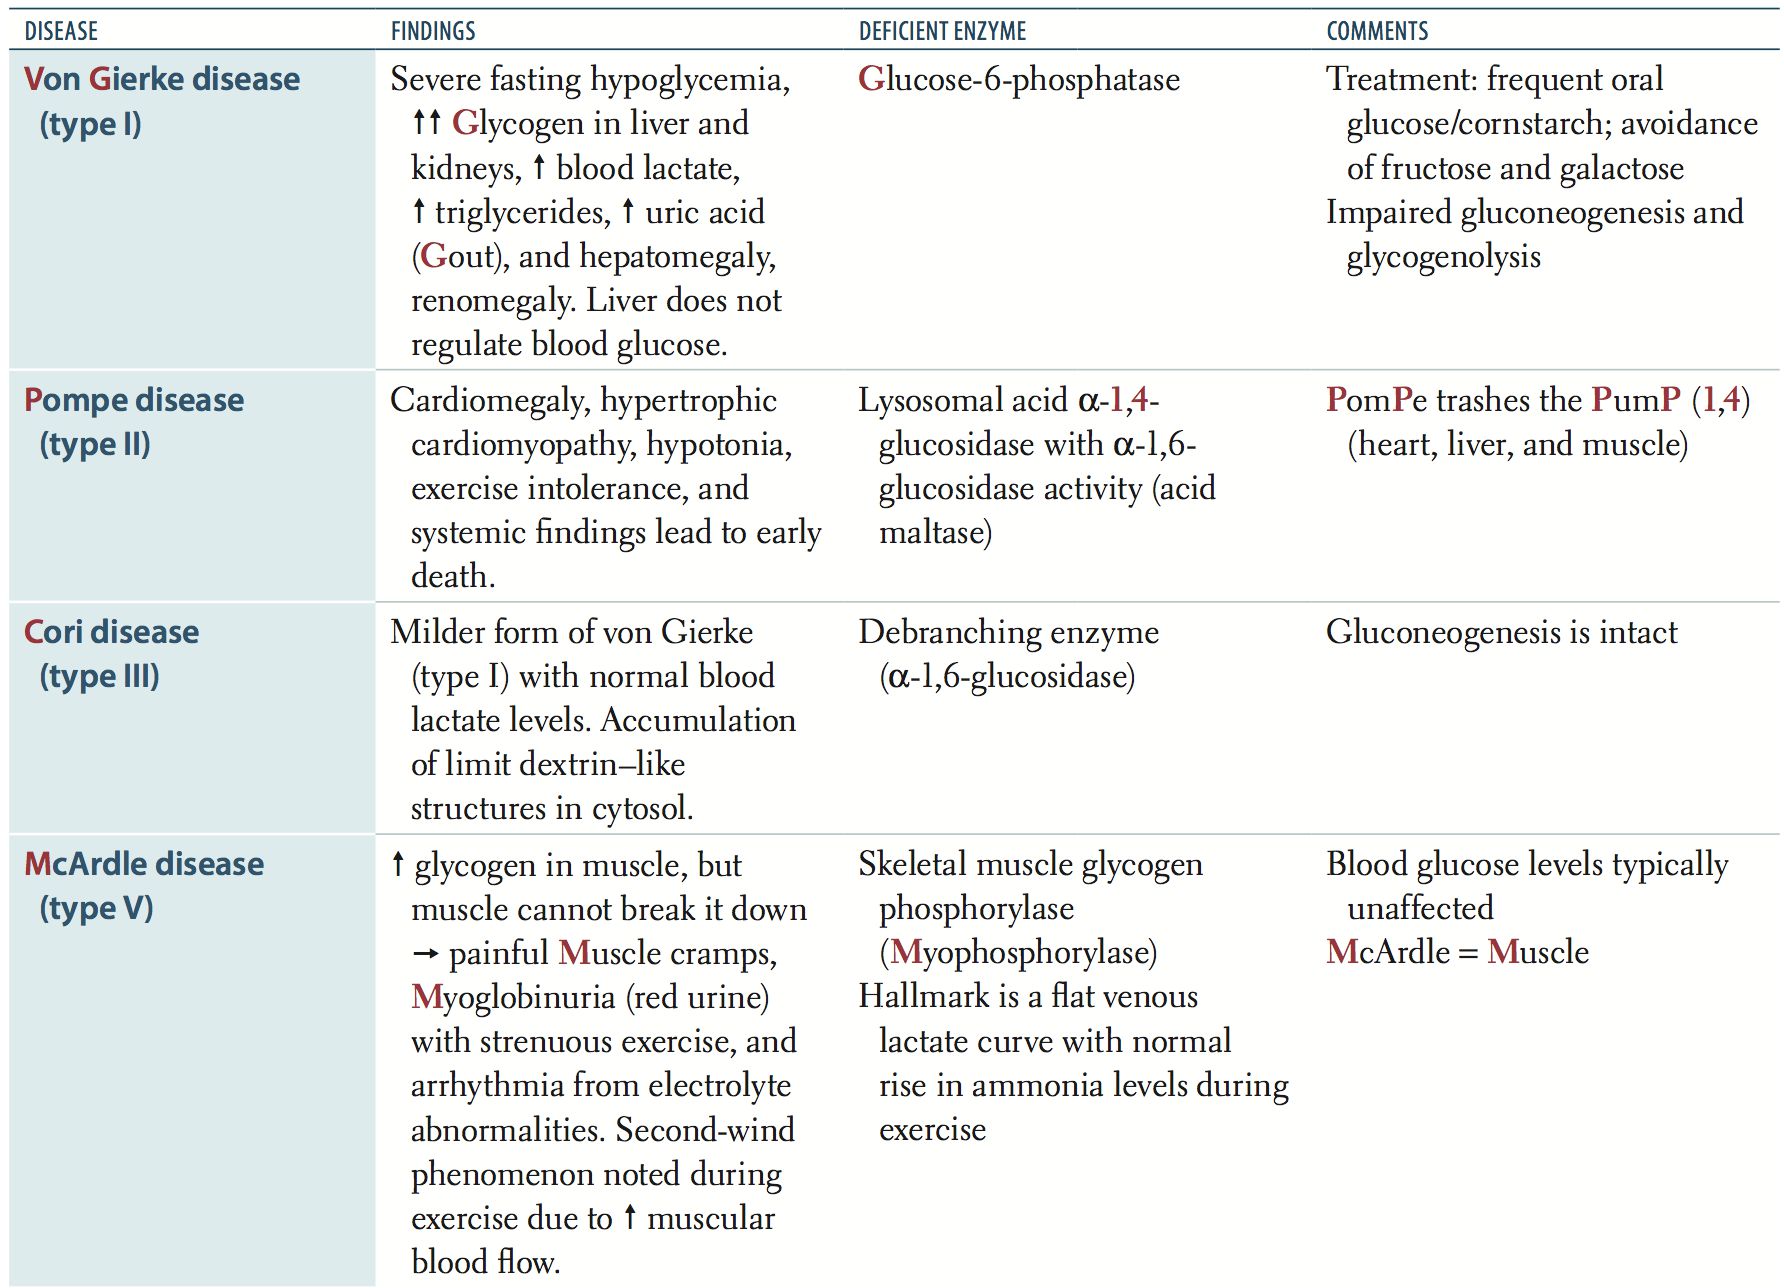 DISEASE FINDINGS DEFICIENT ENZYME COMMENTS
Von Gierke disease
(type I)
Severe fasting hypoglycemia,
↑↑ Glycogen in liver and
kidneys, ↑ blood lactate,
↑ triglycerides, ↑ uric acid
(Gout), and hepatomegaly,
renomegaly. Liver does not
regulate blood glucose.
Glucose-6-phosphatase
Treatment: frequent oral
glucose/cornstarch; avoidance
of fructose and galactose
Impaired gluconeogenesis and
glycogenolysis
Pompe disease
(type II)
Cardiomegaly, hypertrophic
cardiomyopathy, hypotonia,
exercise intolerance, and
systemic findings lead to early
death.
Lysosomal acid α-1,4-
glucosidase with α-1,6-
glucosidase activity (acid
maltase)
PomPe trashes the PumP (1,4)
(heart, liver, and muscle)
Cori disease
(type III)
Milder form of von Gierke
(type I) with normal blood
lactate levels. Accumulation
of limit dextrin–like
structures in cytosol.
Debranching enzyme
(α-1,6-glucosidase)
Gluconeogenesis is intact
McArdle disease
(type V)
↑ glycogen in muscle, but
muscle cannot break it down
→ painful Muscle cramps,
Myoglobinuria (red urine)
with strenuous exercise, and
arrhythmia from electrolyte
abnormalities. Second-wind
phenomenon noted during
exercise due to ↑ muscular
blood flow.
Skeletal muscle glycogen
phosphorylase
(Myophosphorylase)
Hallmark is a flat venous
lactate curve with normal
rise in ammonia levels during
exercise
Blood glucose levels typically
unaffected
McArdle = Muscle